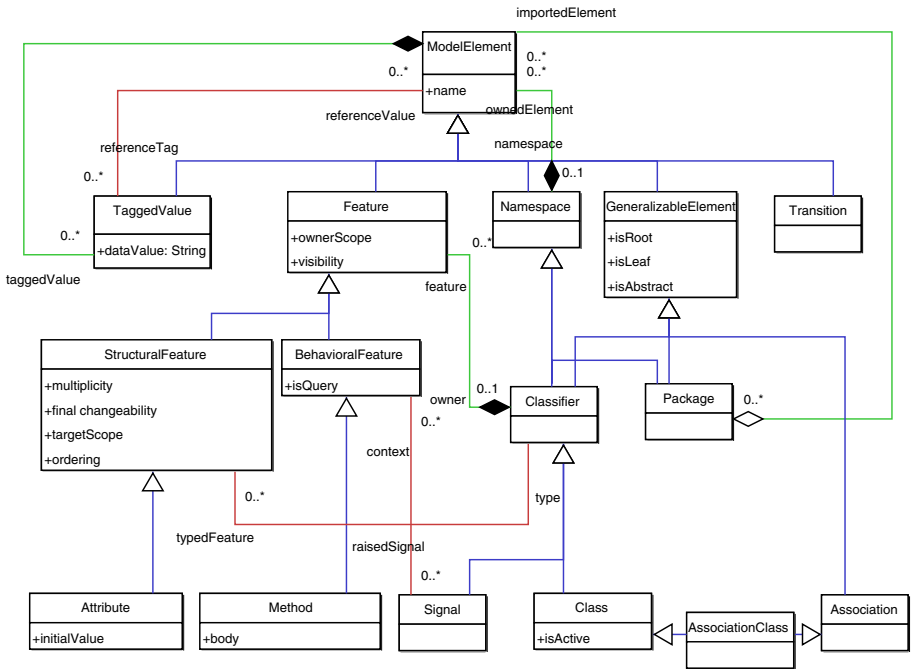 importedElement
ModelElement
0..*
0..*
0..*
+name
ownedElement
referenceValue
namespace
referenceTag
0..*
0..1
TaggedValue
Feature
Namespace
GeneralizableElement
Transition
0..*
+dataValue: String
+ownerScope
+visibility
0..*
+isRoot
+isLeaf
+isAbstract
taggedValue
feature
StructuralFeature
BehavioralFeature
+multiplicity
+final changeability
+targetScope
+ordering
+isQuery
owner
0..1
Classifier
Package
0..*
0..*
context
0..*
type
typedFeature
raisedSignal
0..*
Attribute
+initialValue
Method
+body
Signal
Class
+isActive
AssociationClass
Association